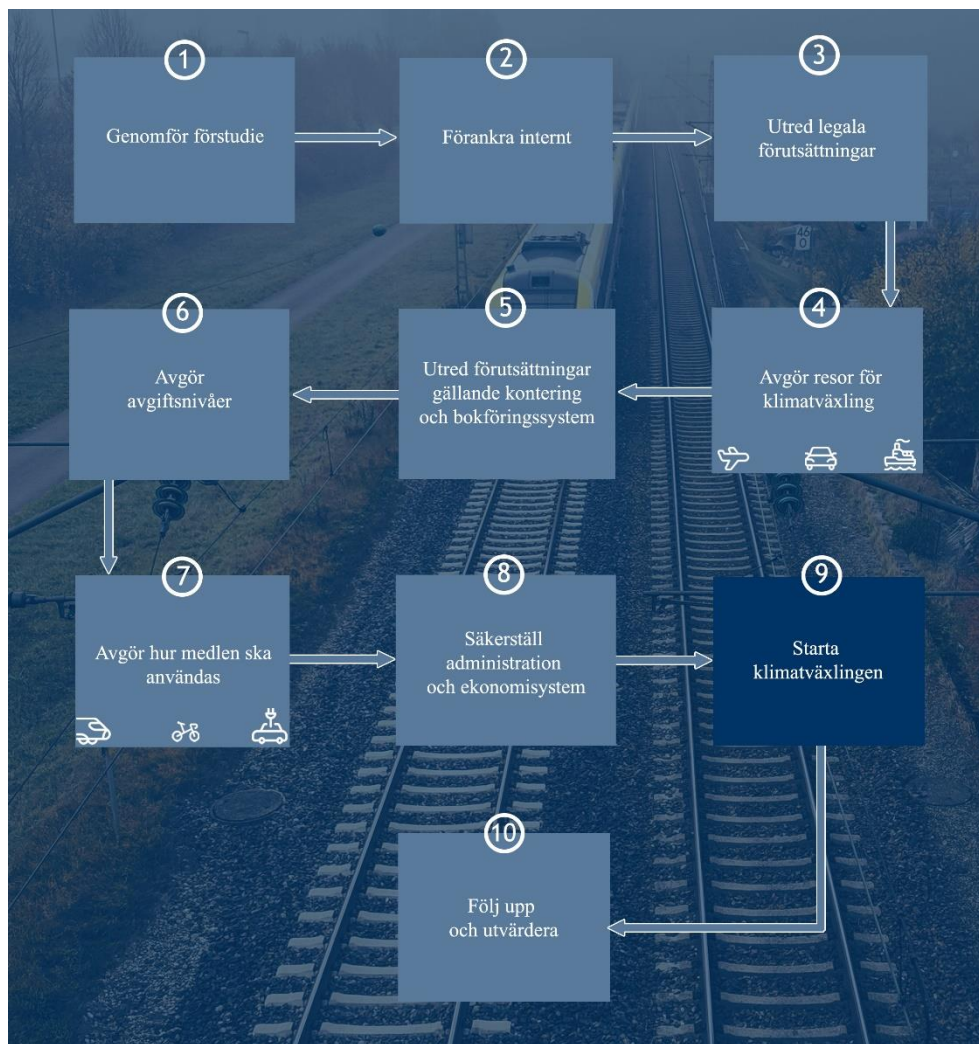 1
Genomför förstudie
2
Förankra internt
3
Utred legala
förutsättningar
4
Avgör resor för
klimatväxling
5
Utred förutsättningar
gällande kontering
och bokföringssystem
6
Avgör
avgiftsnivåer
7
Avgör hur medlen ska
användas
8
Säkerställ
administration
och ekonomisystem
9
Starta
klimatväxlingen
10
Följ upp
och utvärdera
46
0